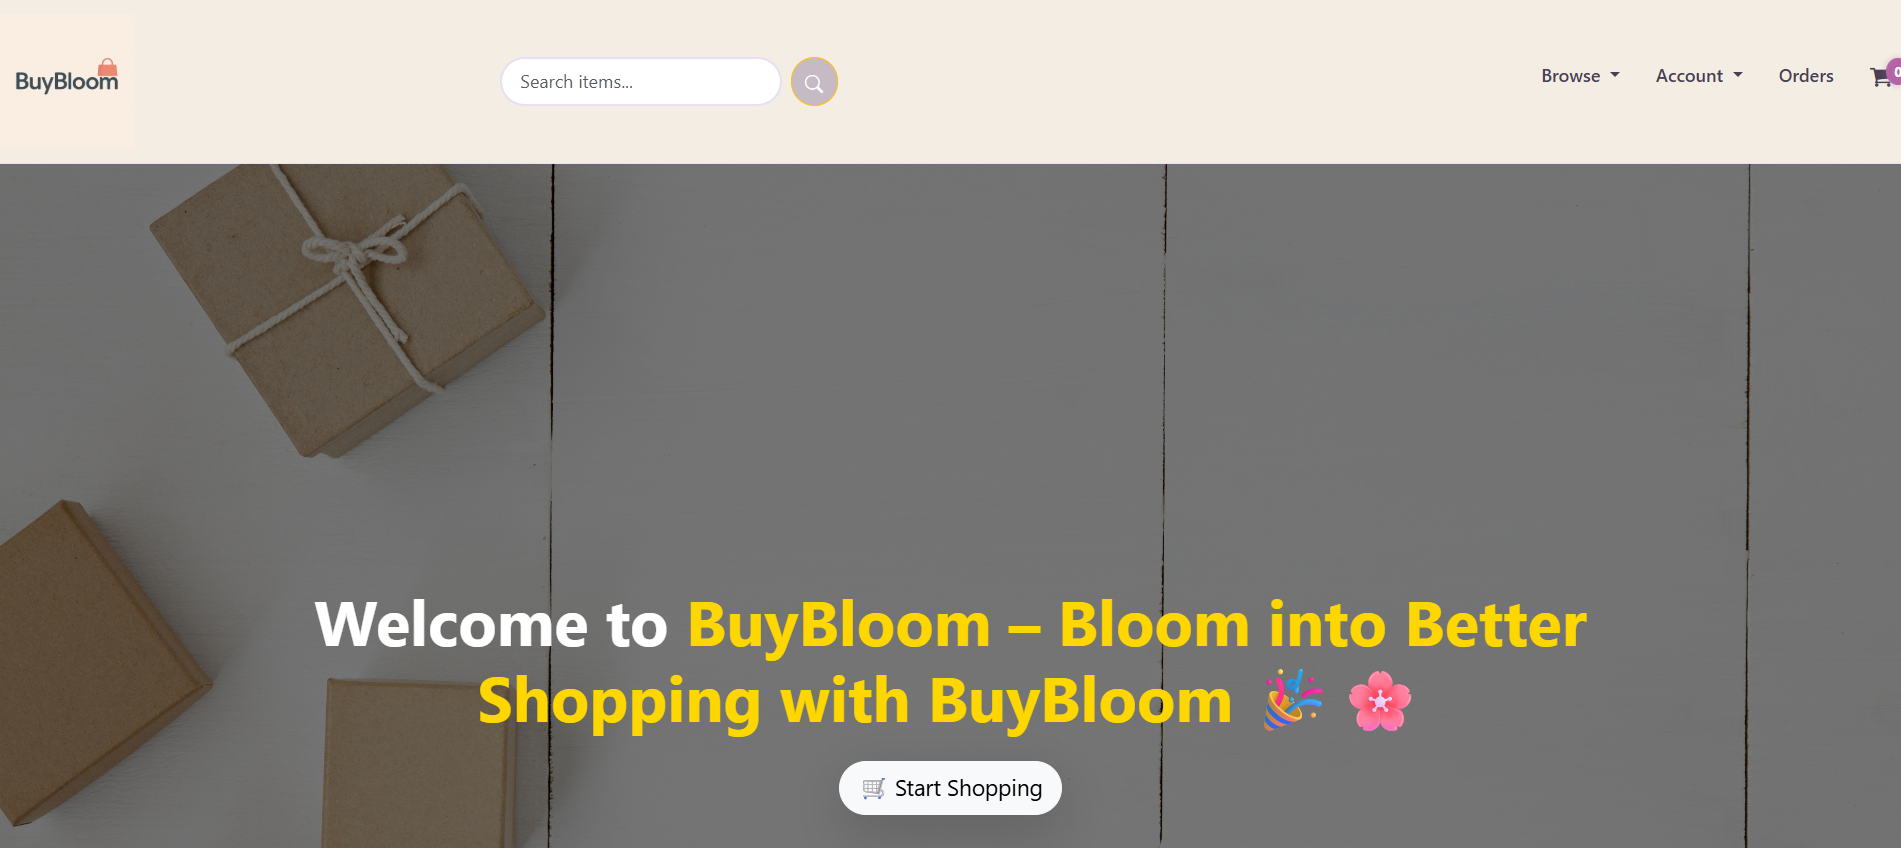 BuyBloom
Search items...
Browse
Account
Orders
0
Welcome to BuyBloom – Bloom into Better
Shopping with BuyBloom 🎉 🌸
🛒 Start Shopping